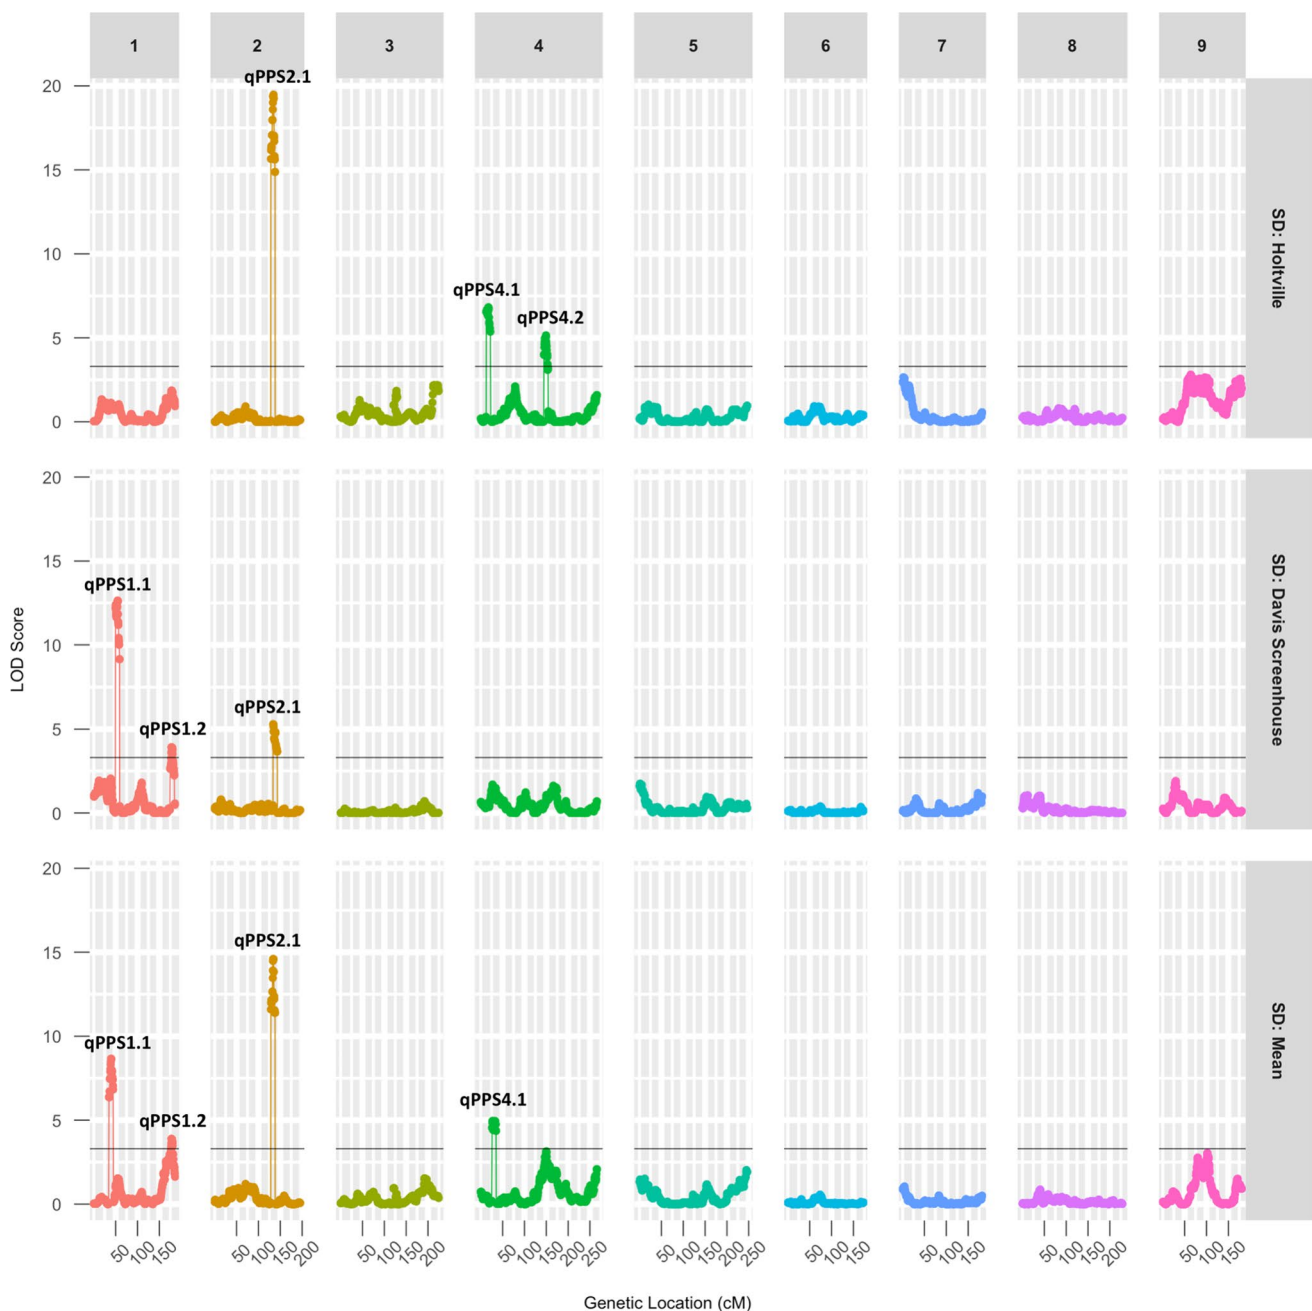 1 2 3 4 5 6 7 8 9
qPPS2.1
20
15
10
qPPS4.1
qPPS4.2
5
0
SD: Holtville
20
15
qPPS1.1
10
qPPS2.1
qPPS1.2
5
0
SD: Davis Screenhouse
LOD Score
20
15
qPPS2.1
10
qPPS1.1
qPPS4.1
qPPS1.2
5
0
SD: Mean
50 100 150 50 100 150 200 50 100 150 200 50 100 150 200 250 50 100 150 200 250 50 100 150 50 100 150 50 100 150 200 50 100 150
Genetic Location (cM)